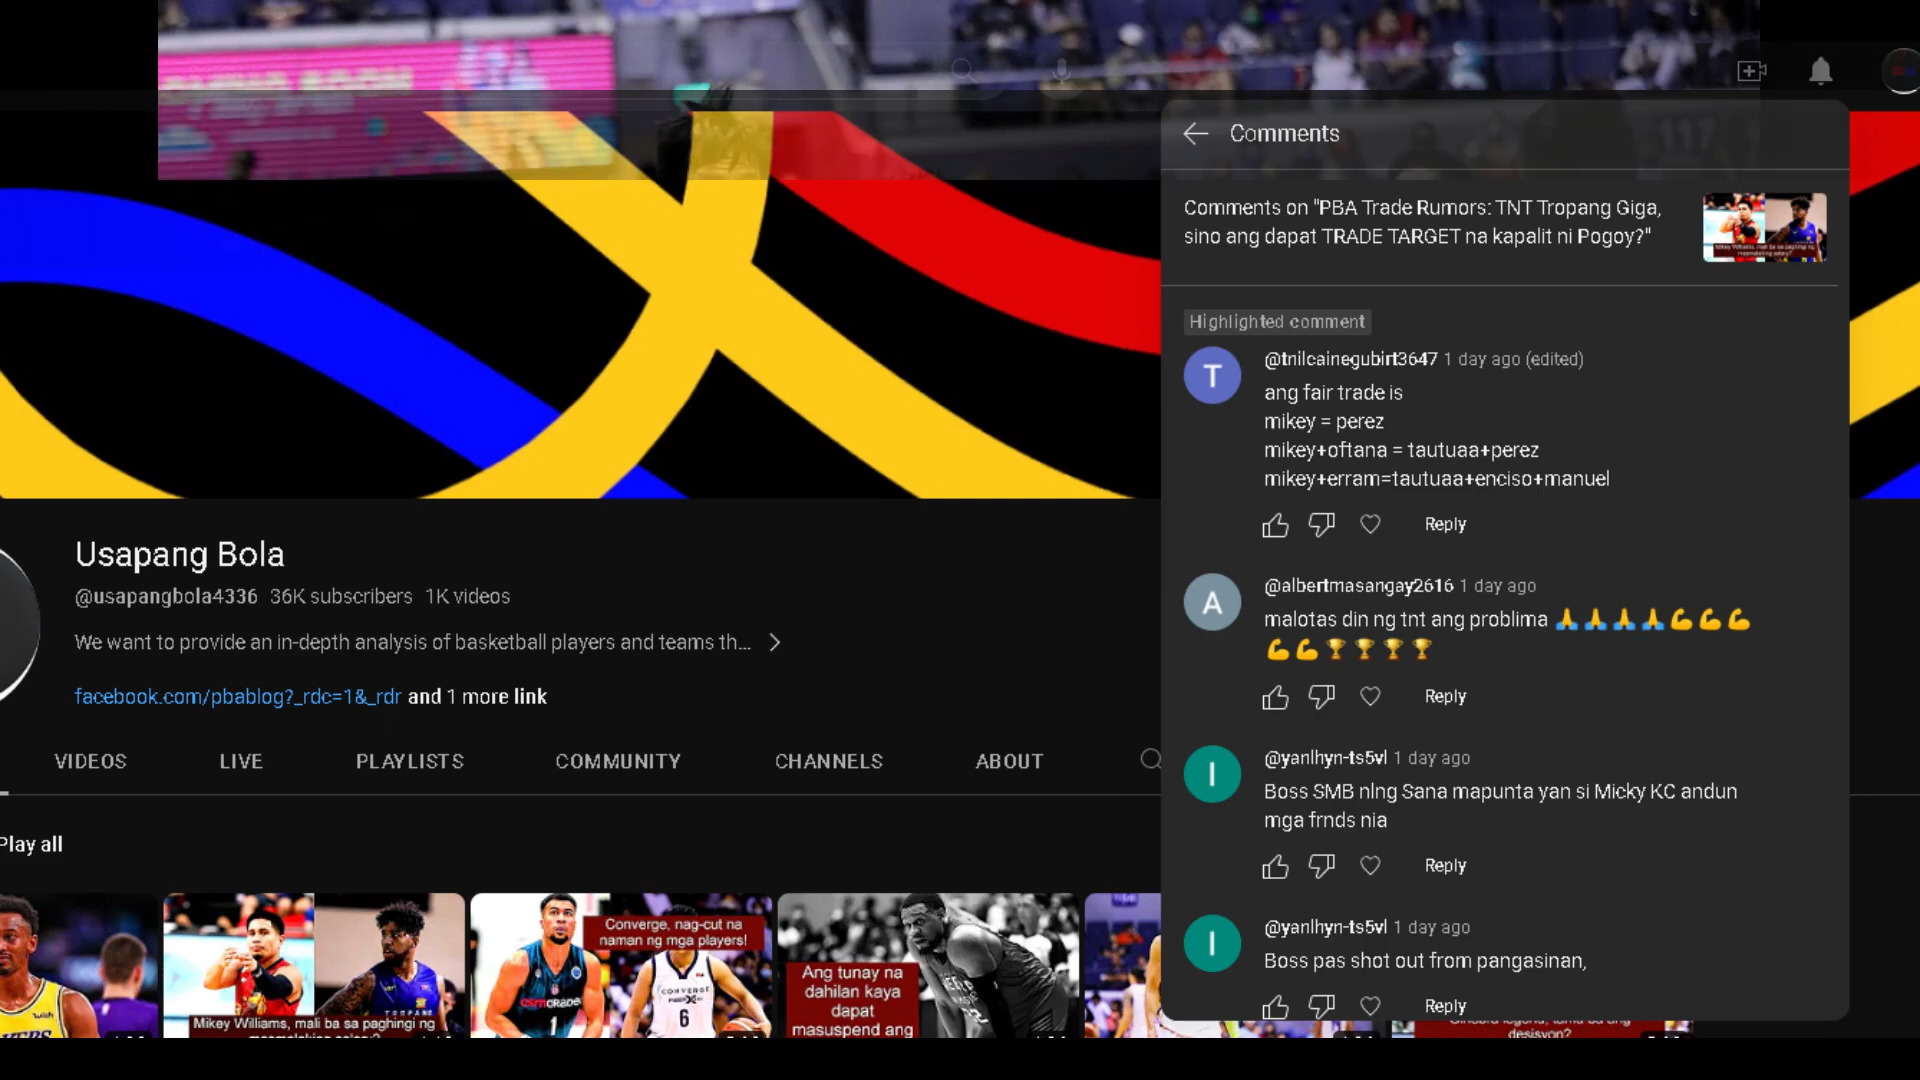 Comments
Comments on "PBA Trade Rumors: TNT Tropang Giga,
sino ang dapat TRADE TARGET na kapalit ni Pogoy?"
Highlighted comment
@tnilcainegubirt3647 1 day ago (edited)
T
ang fair trade is
mikey = perez
mikey+oftana = tautuaa+perez
mikey+erram=tautuaa+enciso+manuel
Reply
@albertmasangay2616 1 day ago
A
malotas din ng tnt ang problima 🙏🙏🙏🙏💪💪💪
💪💪🏆🏆🏆🏆
Reply
@yanlhyn-ts5vl 1 day ago
I
Boss SMB nlng Sana mapunta yan si Micky KC andun
mga frnds nia
Reply
@yanlhyn-ts5vl 1 day ago
I
Boss pas shot out from pangasinan,
Reply
Usapang Bola
@usapangbola4336 36K subscribers 1K videos
We want to provide an in-depth analysis of basketball players and teams th...
facebook.com/pbablog?_rdc=1&_rdr and 1 more link
VIDEOS LIVE PLAYLISTS COMMUNITY CHANNELS ABOUT
Play all
Mikey Williams, mali ba sa paghingi ng
Converge, nag-cut na
naman ng mga players!
CONVERGE
6
1
Ang tunay na
dahilan kaya
dapat
masuspend ang
desisyon?